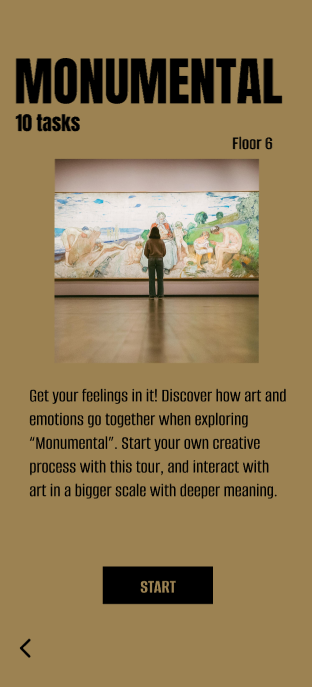 MONUMENTAL
10 tasks
Floor 6
Get your feelings in it! Discover how art and
emotions go together when exploring
“Monumental”. Start your own creative
process with this tour, and interact with
art in a bigger scale with deeper meaning.
START